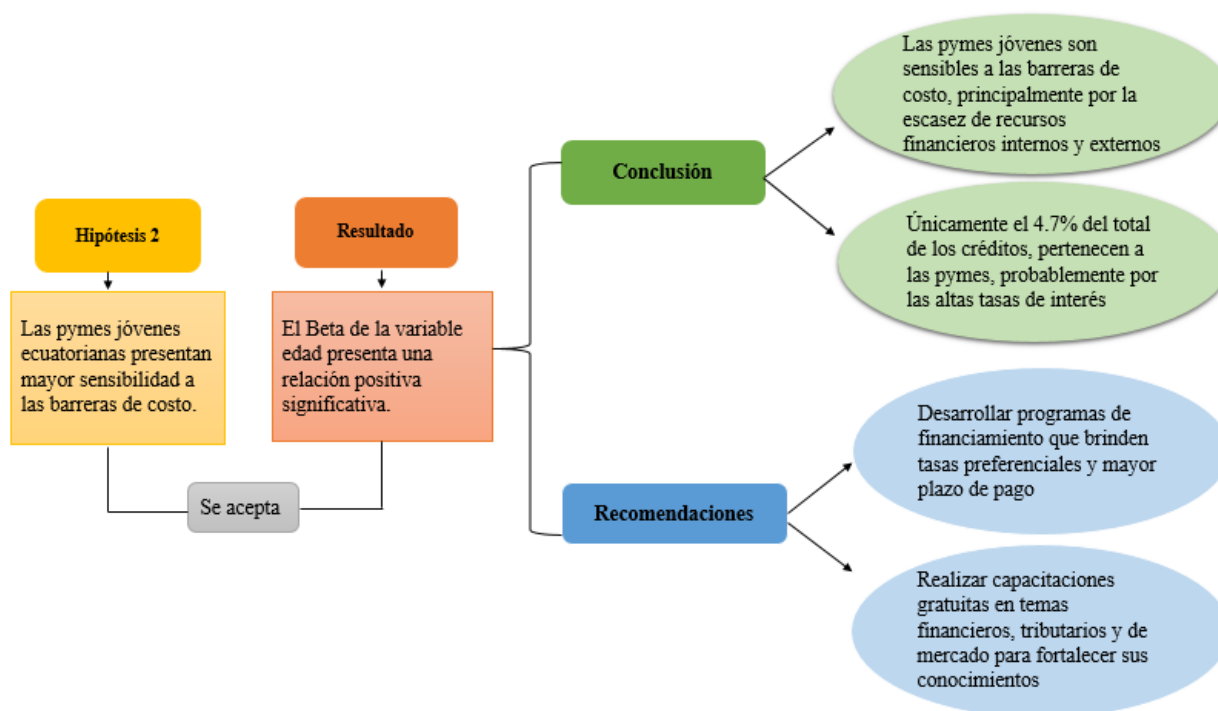 Hipótesis 2
Las pymes jóvenes
ecuatorianas presentan
mayor sensibilidad a
las barreras de costo.
Se acepta
Resultado
El Beta de la variable
edad presenta una
relación positiva
significativa.
Conclusión
Las pymes jóvenes son
sensibles a las barreras de
costo, principalmente por la
escasez de recursos
financieros internos y externos
Únicamente el 4.7% del total
de los créditos, pertenecen a
las pymes, probablemente por
las altas tasas de interés
Recomendaciones
Desarrollar programas de
financiamiento que brinden
tasas preferenciales y mayor
plazo de pago
Realizar capacitaciones
gratuitas en temas
financieros, tributarios y de
mercado para fortalecer sus
conocimientos